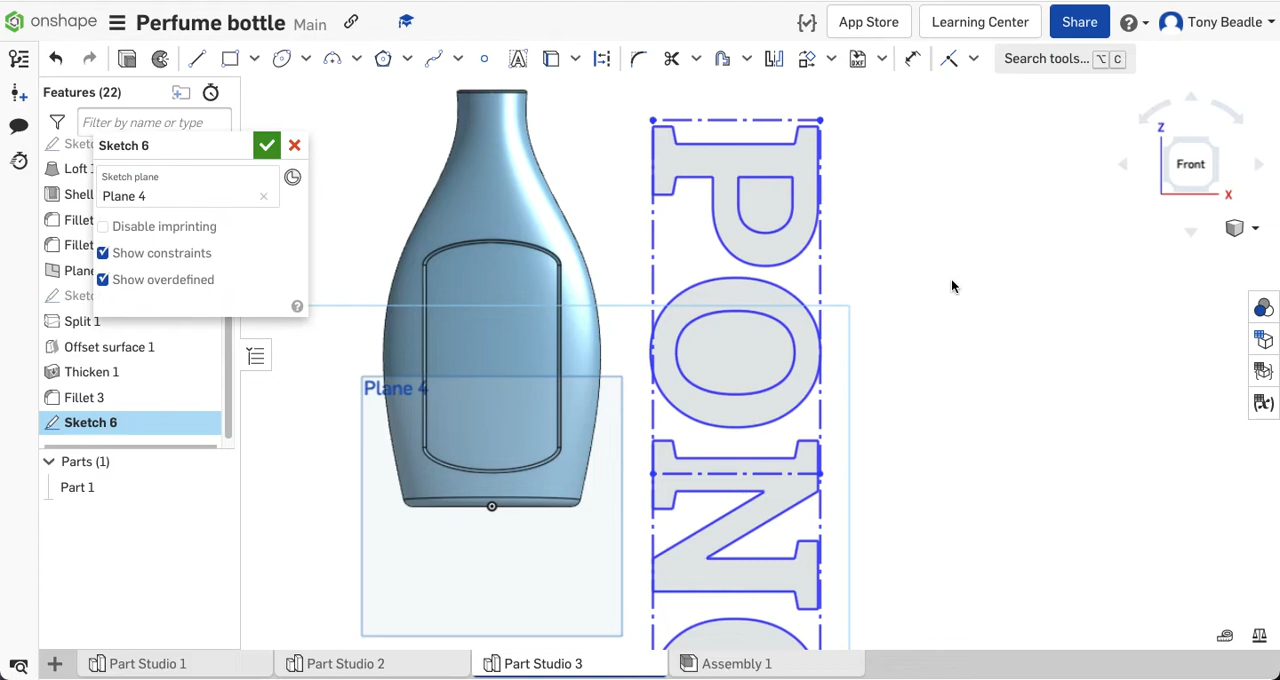 onshape
Perfume bottle Main
App Store
Learning Center
Share
Tony Beadle
Search tools... ⌥ C
Features (22)
Filter by name or type
Sketc
Loft 1
Shell
Fillet
Fillet
Plane
Sketc
Split 1
Offset surface 1
Thicken 1
Fillet 3
Sketch 6
Parts (1)
Part 1
Sketch 6
Sketch plane
Plane 4
Disable imprinting
Show constraints
Show overdefined
Plane 4
PON
Z
Front
X
Part Studio 1
Part Studio 2
Part Studio 3
Assembly 1